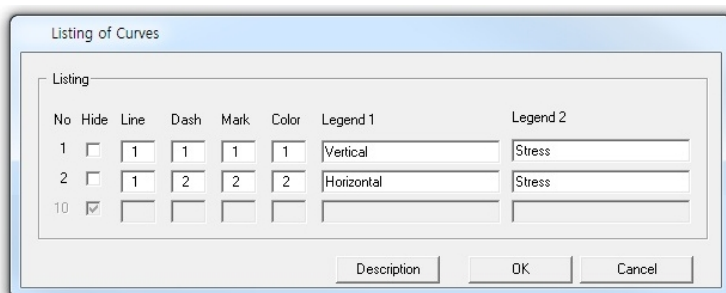 Listing of Curves
Listing
No Hide Line Dash Mark Color Legend 1 Legend 2
1 1 1 1 1 Vertical Stress
2 1 2 2 2 Horizontal Stress
10
Description OK Cancel